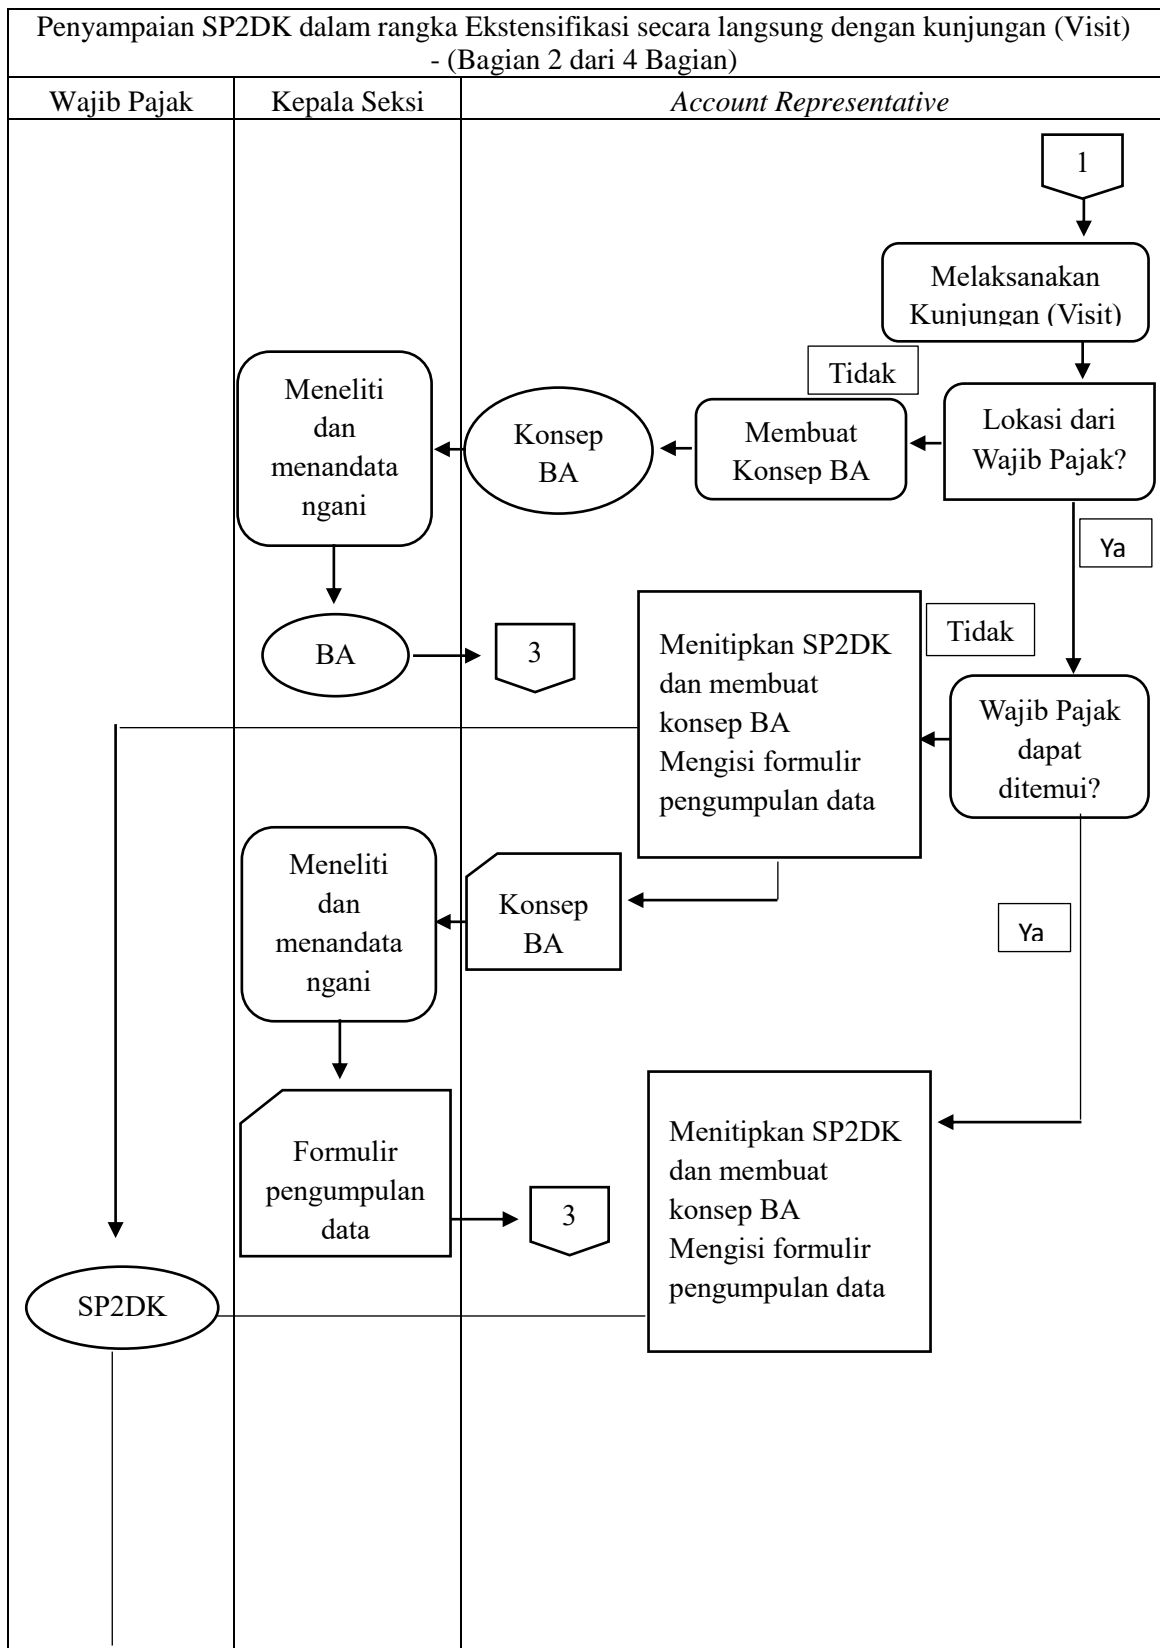 Penyampaian SP2DK dalam rangka Ekstensifikasi secara langsung dengan kunjungan (Visit)
- (Bagian 2 dari 4 Bagian)
Wajib Pajak
Kepala Seksi
Account Representative
1
Melaksanakan
Kunjungan (Visit)
Tidak
Lokasi dari
Wajib Pajak?
Membuat
Konsep BA
Konsep
BA
Meneliti
dan
menandata
ngani
Ya
BA
3
Menitipkan SP2DK
dan membuat
konsep BA
Mengisi formulir
pengumpulan data
Tidak
Wajib Pajak
dapat
ditemui?
Meneliti
dan
menandata
ngani
Konsep
BA
Ya
Formulir
pengumpulan
data
3
Menitipkan SP2DK
dan membuat
konsep BA
Mengisi formulir
pengumpulan data
SP2DK